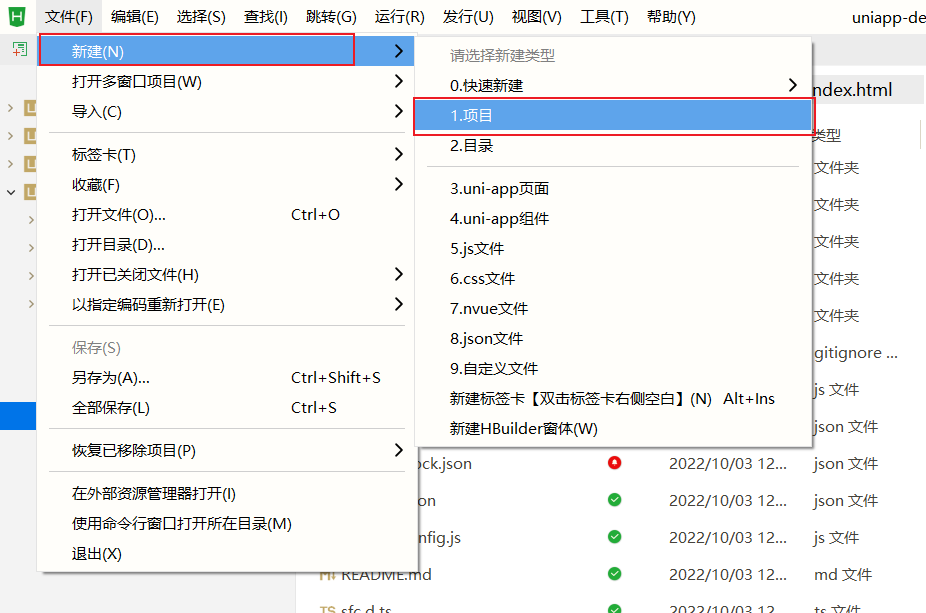 文件(F) 编辑(E) 选择(S) 查找(I) 跳转(G) 运行(R) 发行(U) 视图(V) 工具(T) 帮助(Y) uniapp-de
新建(N)
打开多窗口项目(W)
导入(C)
标签卡(T)
收藏(F)
打开文件(O)... Ctrl+O
打开目录(D)...
打开已关闭文件(H)
以指定编码重新打开(E)
保存(S)
另存为(A)... Ctrl+Shift+S
全部保存(L) Ctrl+S
恢复已移除项目(P)
在外部资源管理器打开(I)
使用命令行窗口打开所在目录(M)
退出(X)
请选择新建类型
0.快速新建
1.项目
2.目录
3.uni-app页面
4.uni-app组件
5.js文件
6.css文件
7.nvue文件
8.json文件
9.自定义文件
新建标签卡【双击标签卡右侧空白】(N) Alt+Ins
新建HBuilder窗体(W)
ndex.html
类型
文件夹
文件夹
文件夹
文件夹
文件夹
gitignore ...
js 文件
json 文件
ock.json 2022/10/03 12... json 文件
on 2022/10/03 12... json 文件
nfig.js 2022/10/03 12... js 文件
M↓ README.md 2022/10/03 12... md 文件
TS sfc.d.ts 2022/10/03 12... ts 文件